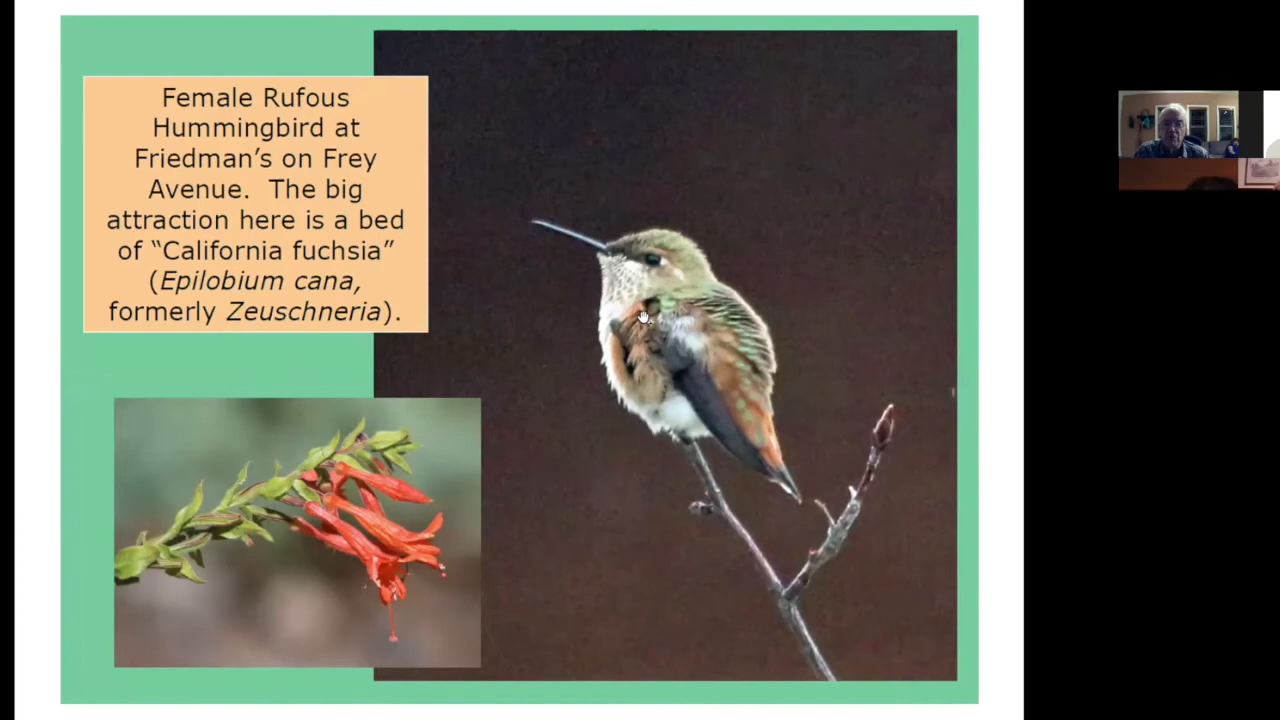 Female Rufous
Hummingbird at
Friedman’s on Frey
Avenue.  The big
attraction here is a bed
of “California fuchsia”
(Epilobium cana,
formerly Zeuschneria).